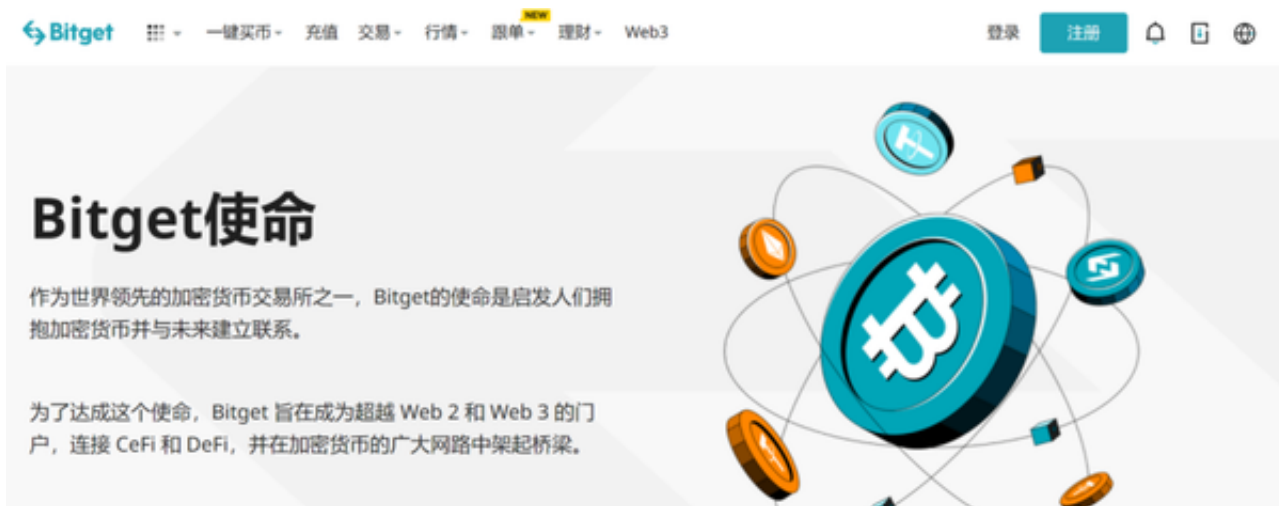 Bitget 一键买币 充值 交易 行情 跟单 NEW 理财 Web3 登录 注册
Bitget使命
作为世界领先的加密货币交易所之一，Bitget的使命是启发人们拥
抱加密货币并与未来建立联系。
为了达成这个使命，Bitget 旨在成为超越 Web 2 和 Web 3 的门
户，连接 CeFi 和 DeFi，并在加密货币的广大网路中架起桥梁。